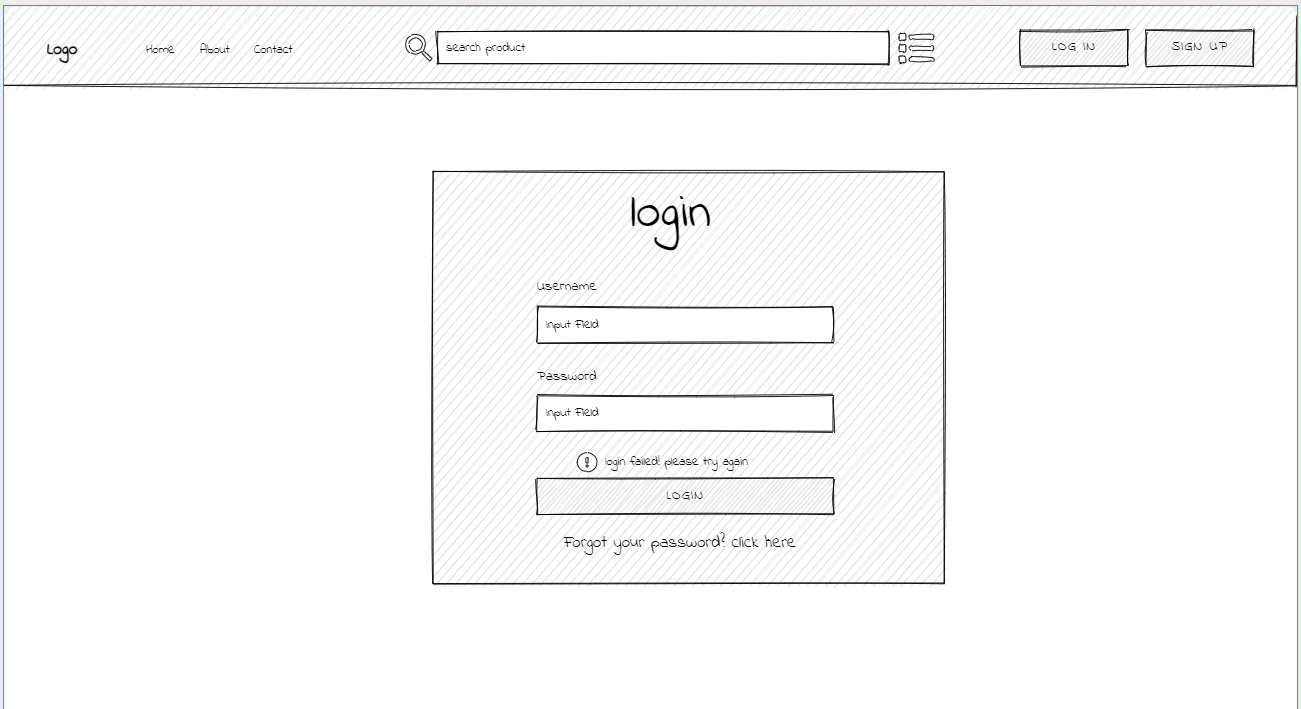 Logo Home About Contact search product LOG IN SIGN UP
login
Username
Input Field
Password
Input Field
login failed! please try again
LOGIN
Forgot your password? click here